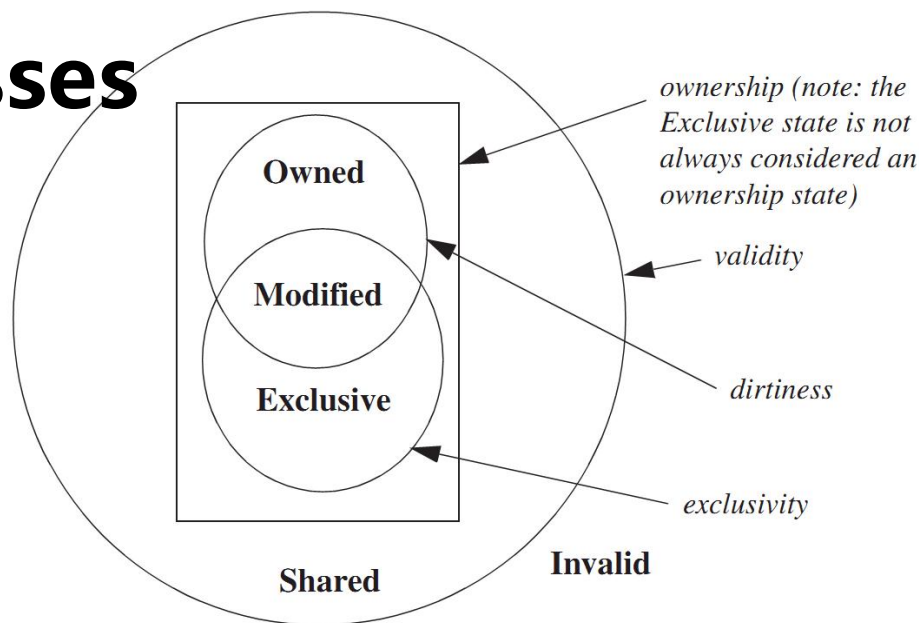 sses
ownership (note: the
Exclusive state is not
always considered an
ownership state)
Owned
validity
Modified
dirtiness
Exclusive
exclusivity
Invalid
Shared